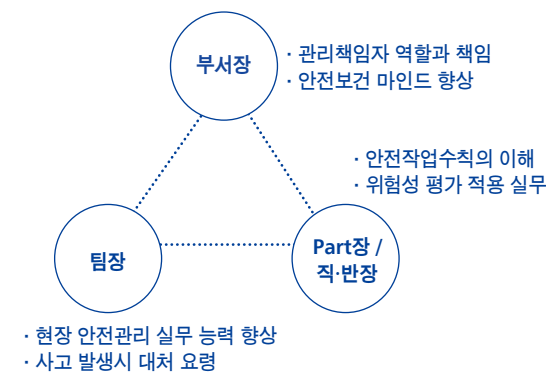 부서장
· 관리책임자 역할과 책임
· 안전보건 마인드 향상
· 안전작업수칙의 이해
· 위험성 평가 적용 실무
팀장
Part장 /
직·반장
· 현장 안전관리 실무 능력 향상
· 사고 발생시 대처 요령